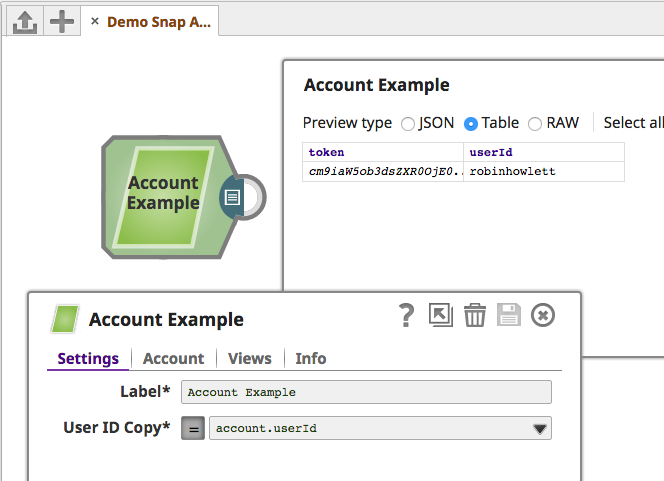 Demo Snap A...
Account Example
Preview type JSON Table RAW Select all
token userId
cm9iaW5ob3dsZXR0OjE0.. robinhowlett
Account
Example
Account Example
Settings Account Views Info
Label* Account Example
User ID Copy* = account.userId